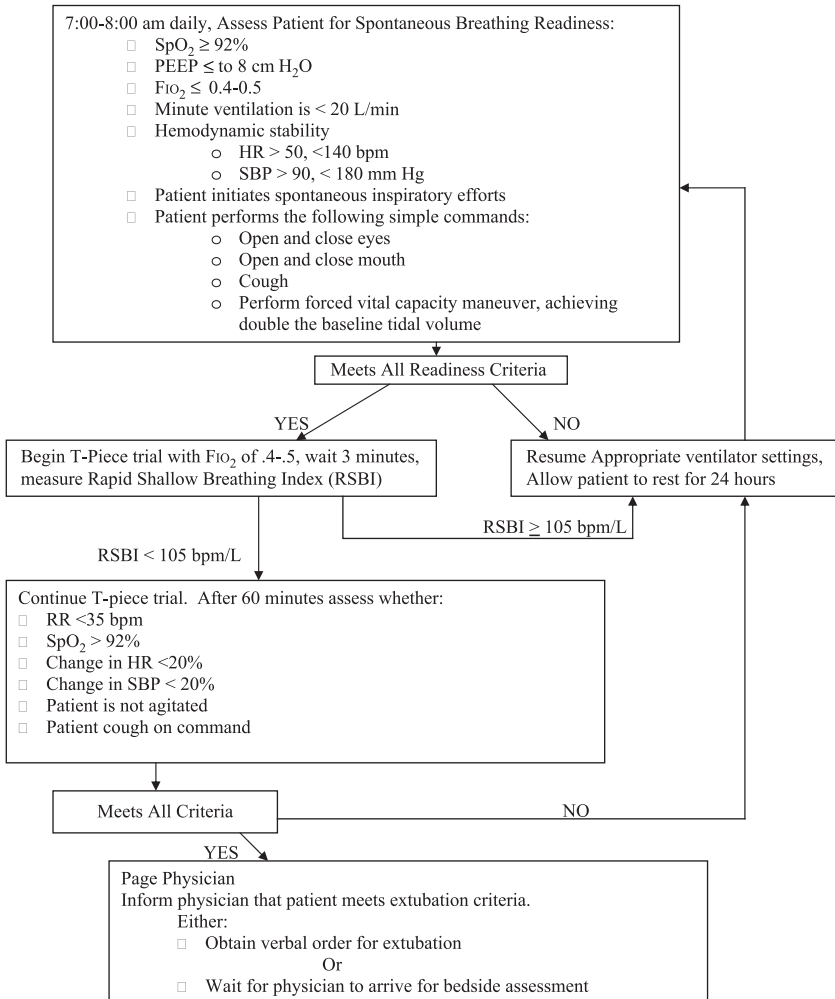 7:00-8:00 am daily, Assess Patient for Spontaneous Breathing Readiness:
□ SpO₂ ≥ 92%
□ PEEP ≤ to 8 cm H₂O
□ FIO₂ ≤ 0.4-0.5
□ Minute ventilation is < 20 L/min
□ Hemodynamic stability
o HR > 50, <140 bpm
o SBP > 90, < 180 mm Hg
□ Patient initiates spontaneous inspiratory efforts
□ Patient performs the following simple commands:
o Open and close eyes
o Open and close mouth
o Cough
o Perform forced vital capacity maneuver, achieving
double the baseline tidal volume
Meets All Readiness Criteria
YES
NO
Begin T-Piece trial with FIO₂ of .4-.5, wait 3 minutes,
measure Rapid Shallow Breathing Index (RSBI)
Resume Appropriate ventilator settings,
Allow patient to rest for 24 hours
RSBI ≥ 105 bpm/L
RSBI < 105 bpm/L
Continue T-piece trial. After 60 minutes assess whether:
□ RR <35 bpm
□ SpO₂ > 92%
□ Change in HR <20%
□ Change in SBP < 20%
□ Patient is not agitated
□ Patient cough on command
Meets All Criteria
NO
YES
Page Physician
Inform physician that patient meets extubation criteria.
Either:
□ Obtain verbal order for extubation
Or
□ Wait for physician to arrive for bedside assessment